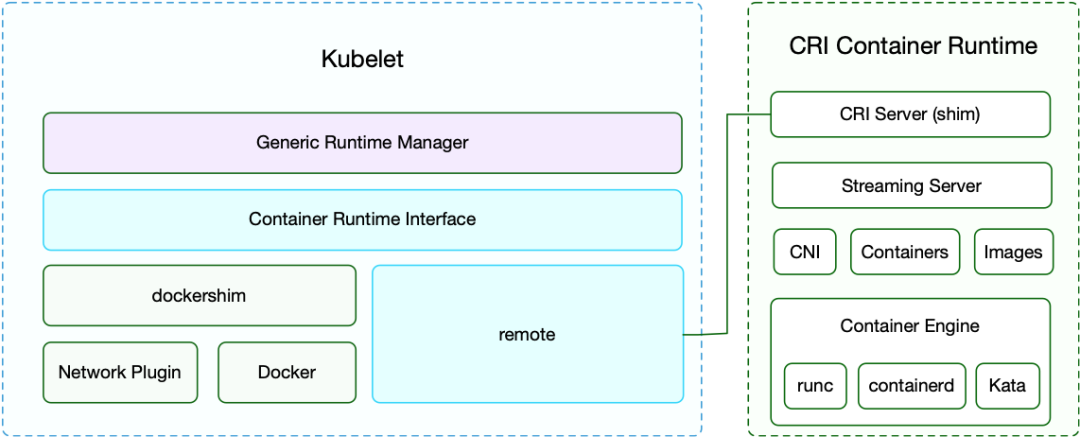 Kubelet
Generic Runtime Manager
Container Runtime Interface
dockershim
Network Plugin
Docker
remote
CRI Container Runtime
CRI Server (shim)
Streaming Server
CNI
Containers
Images
Container Engine
runc
containerd
Kata